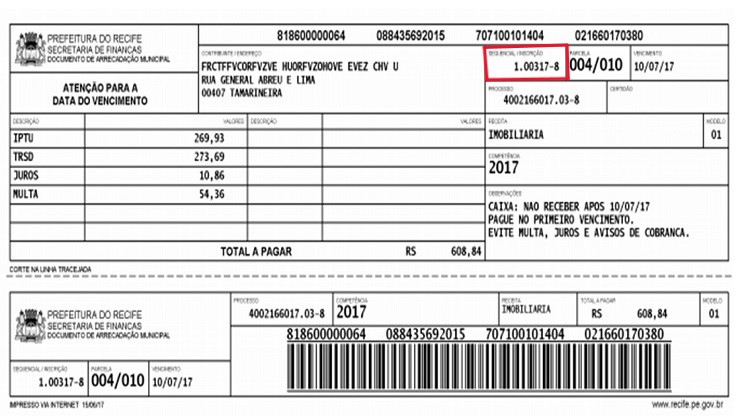 818600000064 088435692015 707100101404 021660170380
PREFEITURA DO RECIFE
SECRETARIA DE FINANÇAS
DOCUMENTO DE ARRECADAÇÃO MUNICIPAL
ATENÇÃO PARA A
DATA DO VENCIMENTO
CONTRIBUINTE / ENDEREÇO
FRCTFFVCORFVZVE HUORFVZOHOVE EVEZ CHV U
RUA GENERAL ABREU E LIMA
00407 TAMARINEIRA
SEQUENCIAL / INSCRIÇÃO PARCELA VENCIMENTO
1.00317-8 004/010 10/07/17
PROCESSO CERTIDÃO
4002166017.03-8
DESCRIÇÃO VALORES DESCRIÇÃO VALORES
IPTU 269,93
TRSD 273,69
JUROS 10,86
MULTA 54,36
TOTAL A PAGAR RS 608,84
RECEITA MODELO
IMOBILIARIA 01
COMPETÊNCIA
2017
OBSERVAÇÕES
CAIXA: NAO RECEBER APOS 10/07/17
PAGUE NO PRIMEIRO VENCIMENTO.
EVITE MULTA, JUROS E AVISOS DE COBRANCA.
CORTE NA LINHA TRACEJADA
PREFEITURA DO RECIFE
SECRETARIA DE FINANÇAS
DOCUMENTO DE ARRECADAÇÃO MUNICIPAL
PROCESSO COMPETÊNCIA RECEITA TOTAL A PAGAR MODELO
4002166017.03-8 2017 IMOBILIARIA RS 608,84 01
818600000064 088435692015 707100101404 021660170380
SEQUENCIAL / INSCRIÇÃO PARCELA VENCIMENTO
1.00317-8 004/010 10/07/17
IMPRESSO VIA INTERNET 15/06/17
www.recife.pe.gov.br